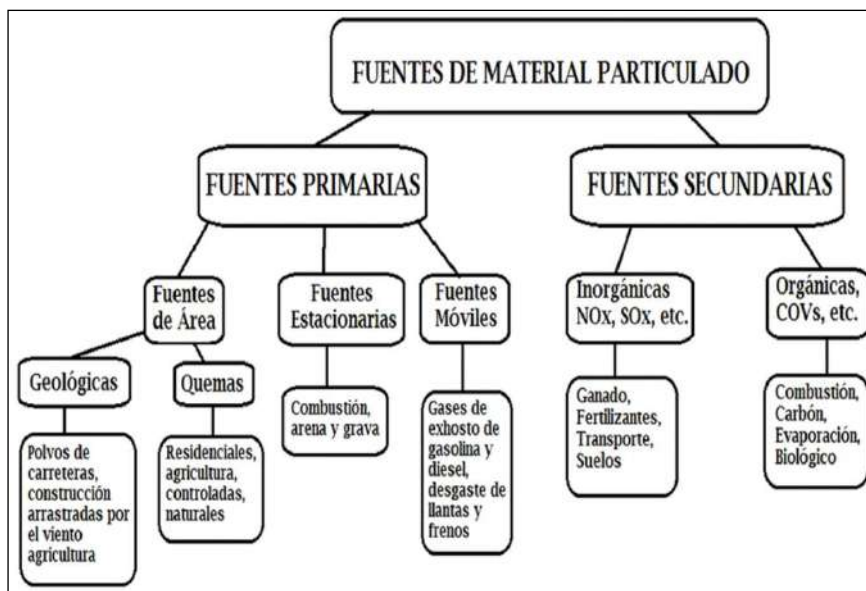 FUENTES DE MATERIAL PARTICULADO
FUENTES PRIMARIAS
FUENTES SECUNDARIAS
Fuentes
de Área
Fuentes
Estacionarias
Fuentes
Móviles
Inorgánicas
NOx, SOx, etc.
Orgánicas,
COVs, etc.
Geológicas
Quemas
Combustión,
arena y grava
Gases de
exhosto de
gasolina y
diesel,
desgaste de
llantas y
frenos
Ganado,
Fertilizantes,
Transporte,
Suelos
Combustión,
Carbón,
Evaporación,
Biológico
Polvos de
carreteras,
construcción
arrastradas por
el viento
agricultura
Residenciales,
agricultura,
controladas,
naturales